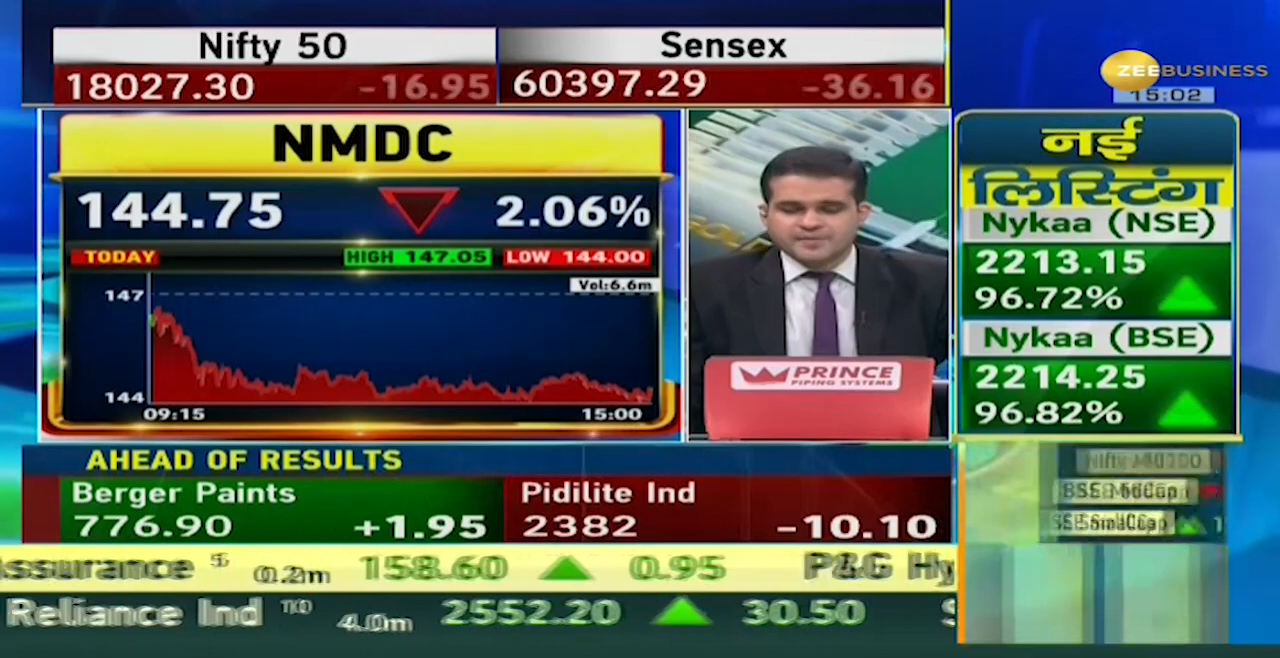 Nifty 50
18027.30 -16.95
Sensex
60397.29 -36.16
ZEEBUSINESS
15:02
NMDC
144.75 2.06%
TODAY HIGH 147.05 LOW 144.00
Vol:6.6m
147
144
09:15 15:00
PRINCE
PIPING SYSTEMS
नई
लिस्टिंग
Nykaa (NSE)
2213.15
96.72%
Nykaa (BSE)
2214.25
96.82%
AHEAD OF RESULTS
Berger Paints
776.90 +1.95
Pidilite Ind
2382 -10.10
ssurance 0.2m 158.60 0.95 P&G Hy
Reliance Ind 4.0m 2552.20 30.50